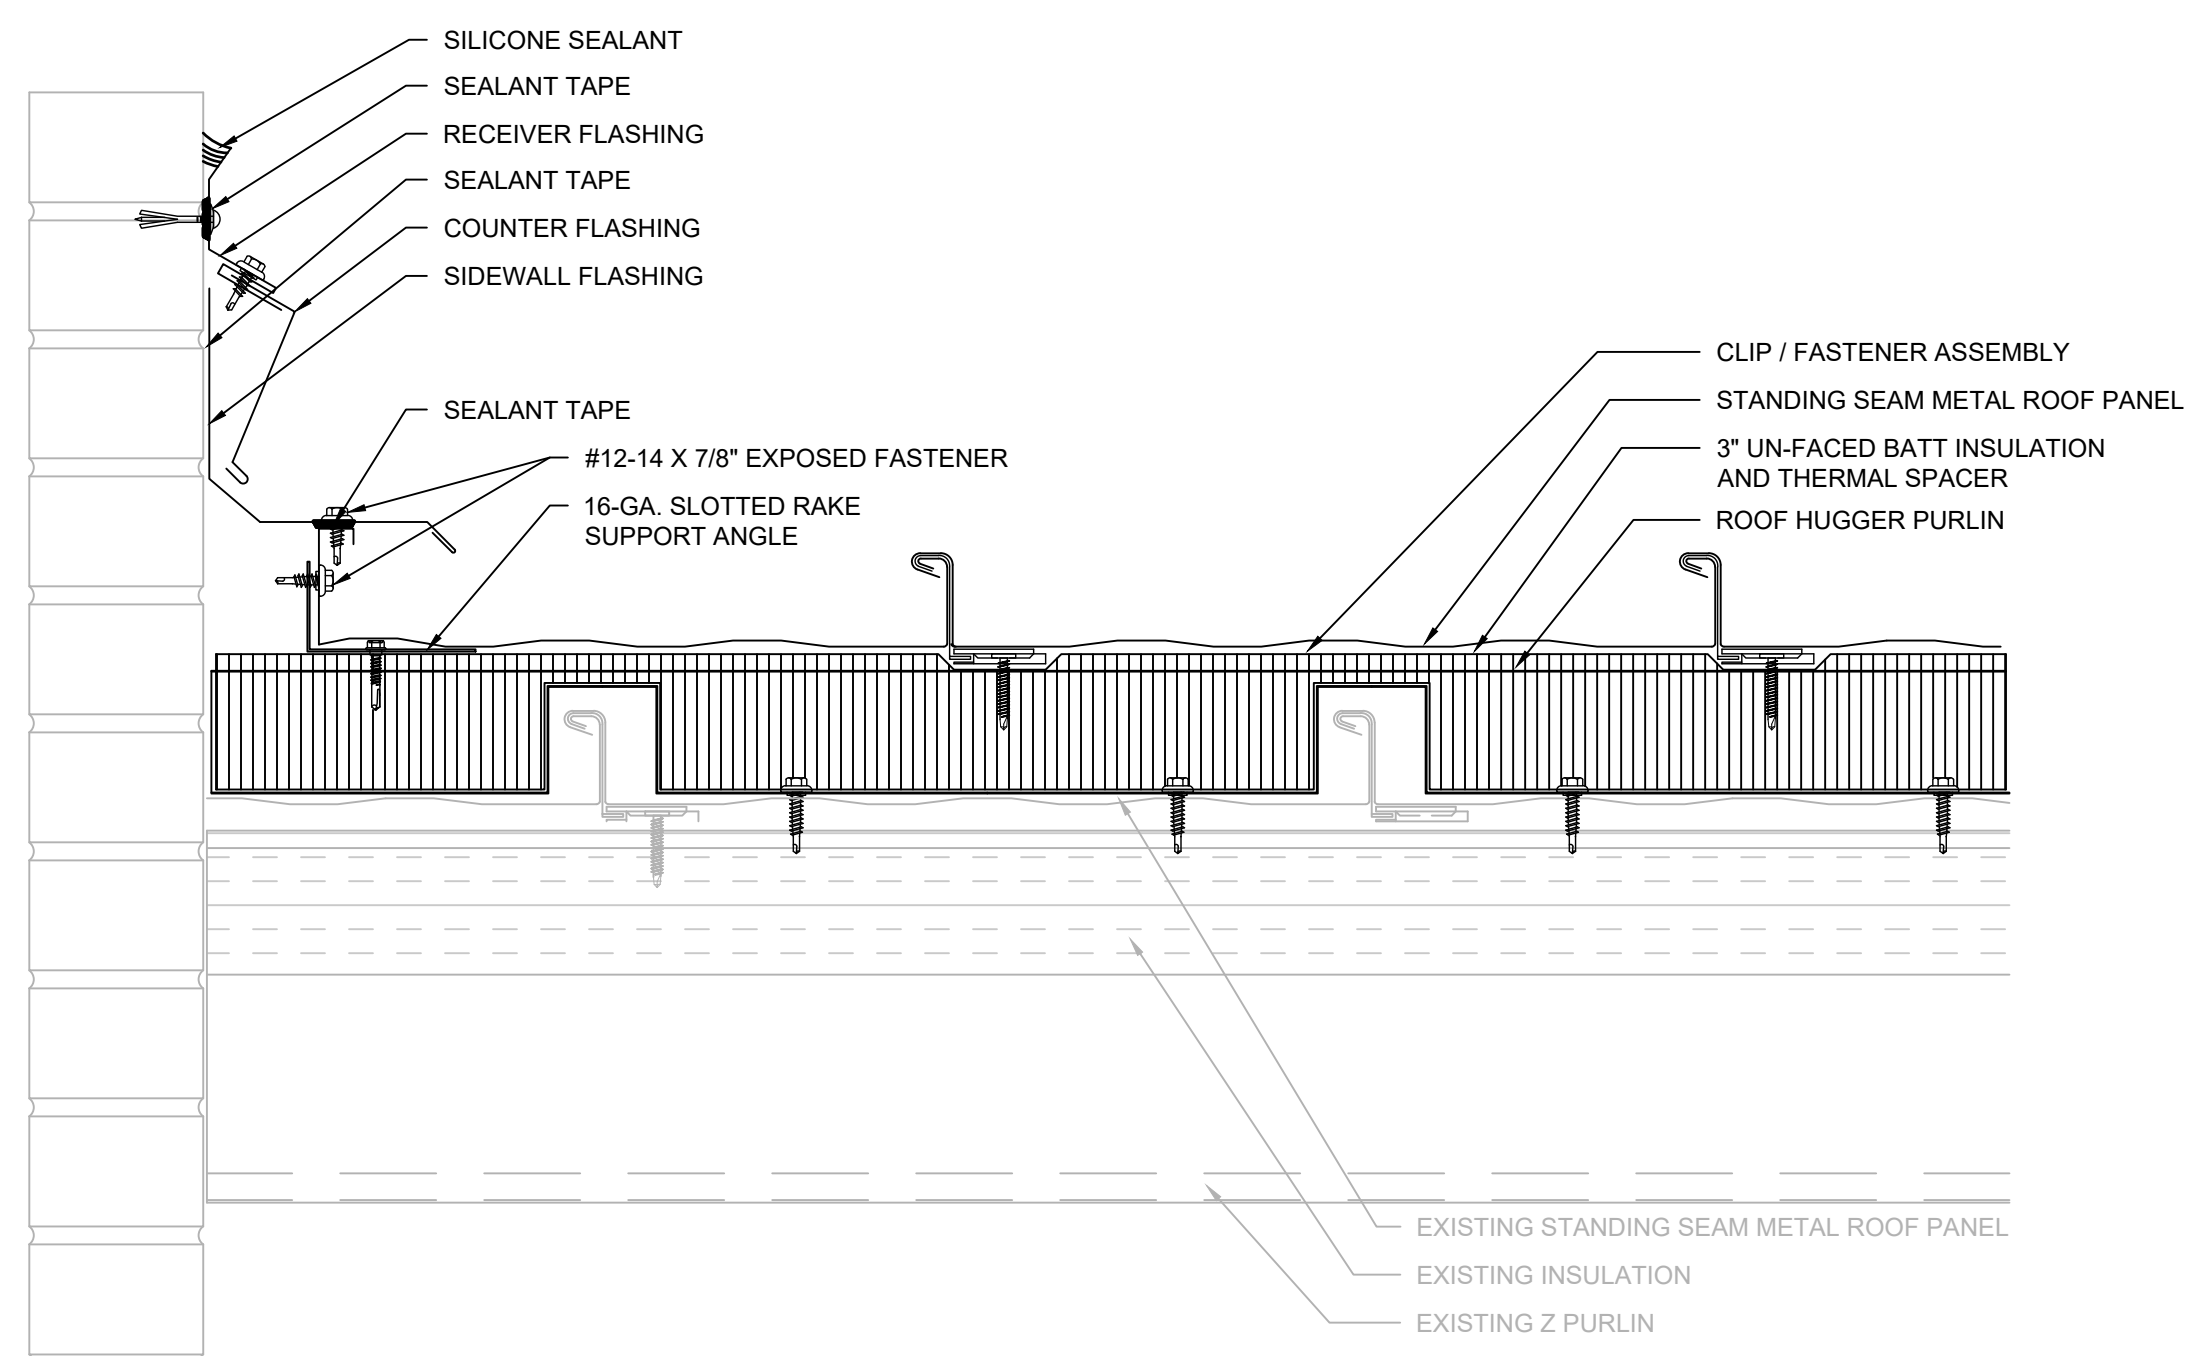 SILICONE SEALANT
SEALANT TAPE
RECEIVER FLASHING
SEALANT TAPE
COUNTER FLASHING
SIDEWALL FLASHING
SEALANT TAPE
#12-14 X 7/8" EXPOSED FASTENER
16-GA. SLOTTED RAKE
SUPPORT ANGLE
CLIP / FASTENER ASSEMBLY
STANDING SEAM METAL ROOF PANEL
3" UN-FACED BATT INSULATION
AND THERMAL SPACER
ROOF HUGGER PURLIN
EXISTING STANDING SEAM METAL ROOF PANEL
EXISTING INSULATION
EXISTING Z PURLIN